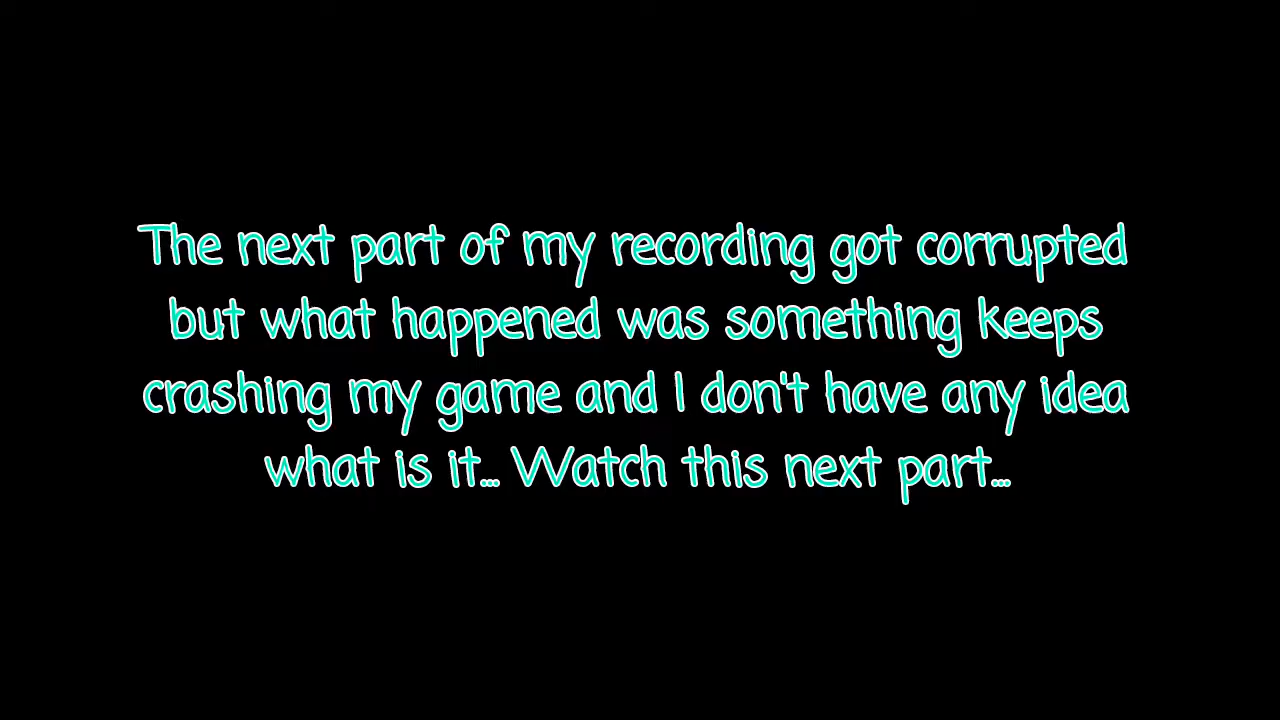 The next part of my recording got corrupted
but what happened was something keeps
crashing my game and I don't have any idea
what is it... Watch this next part...